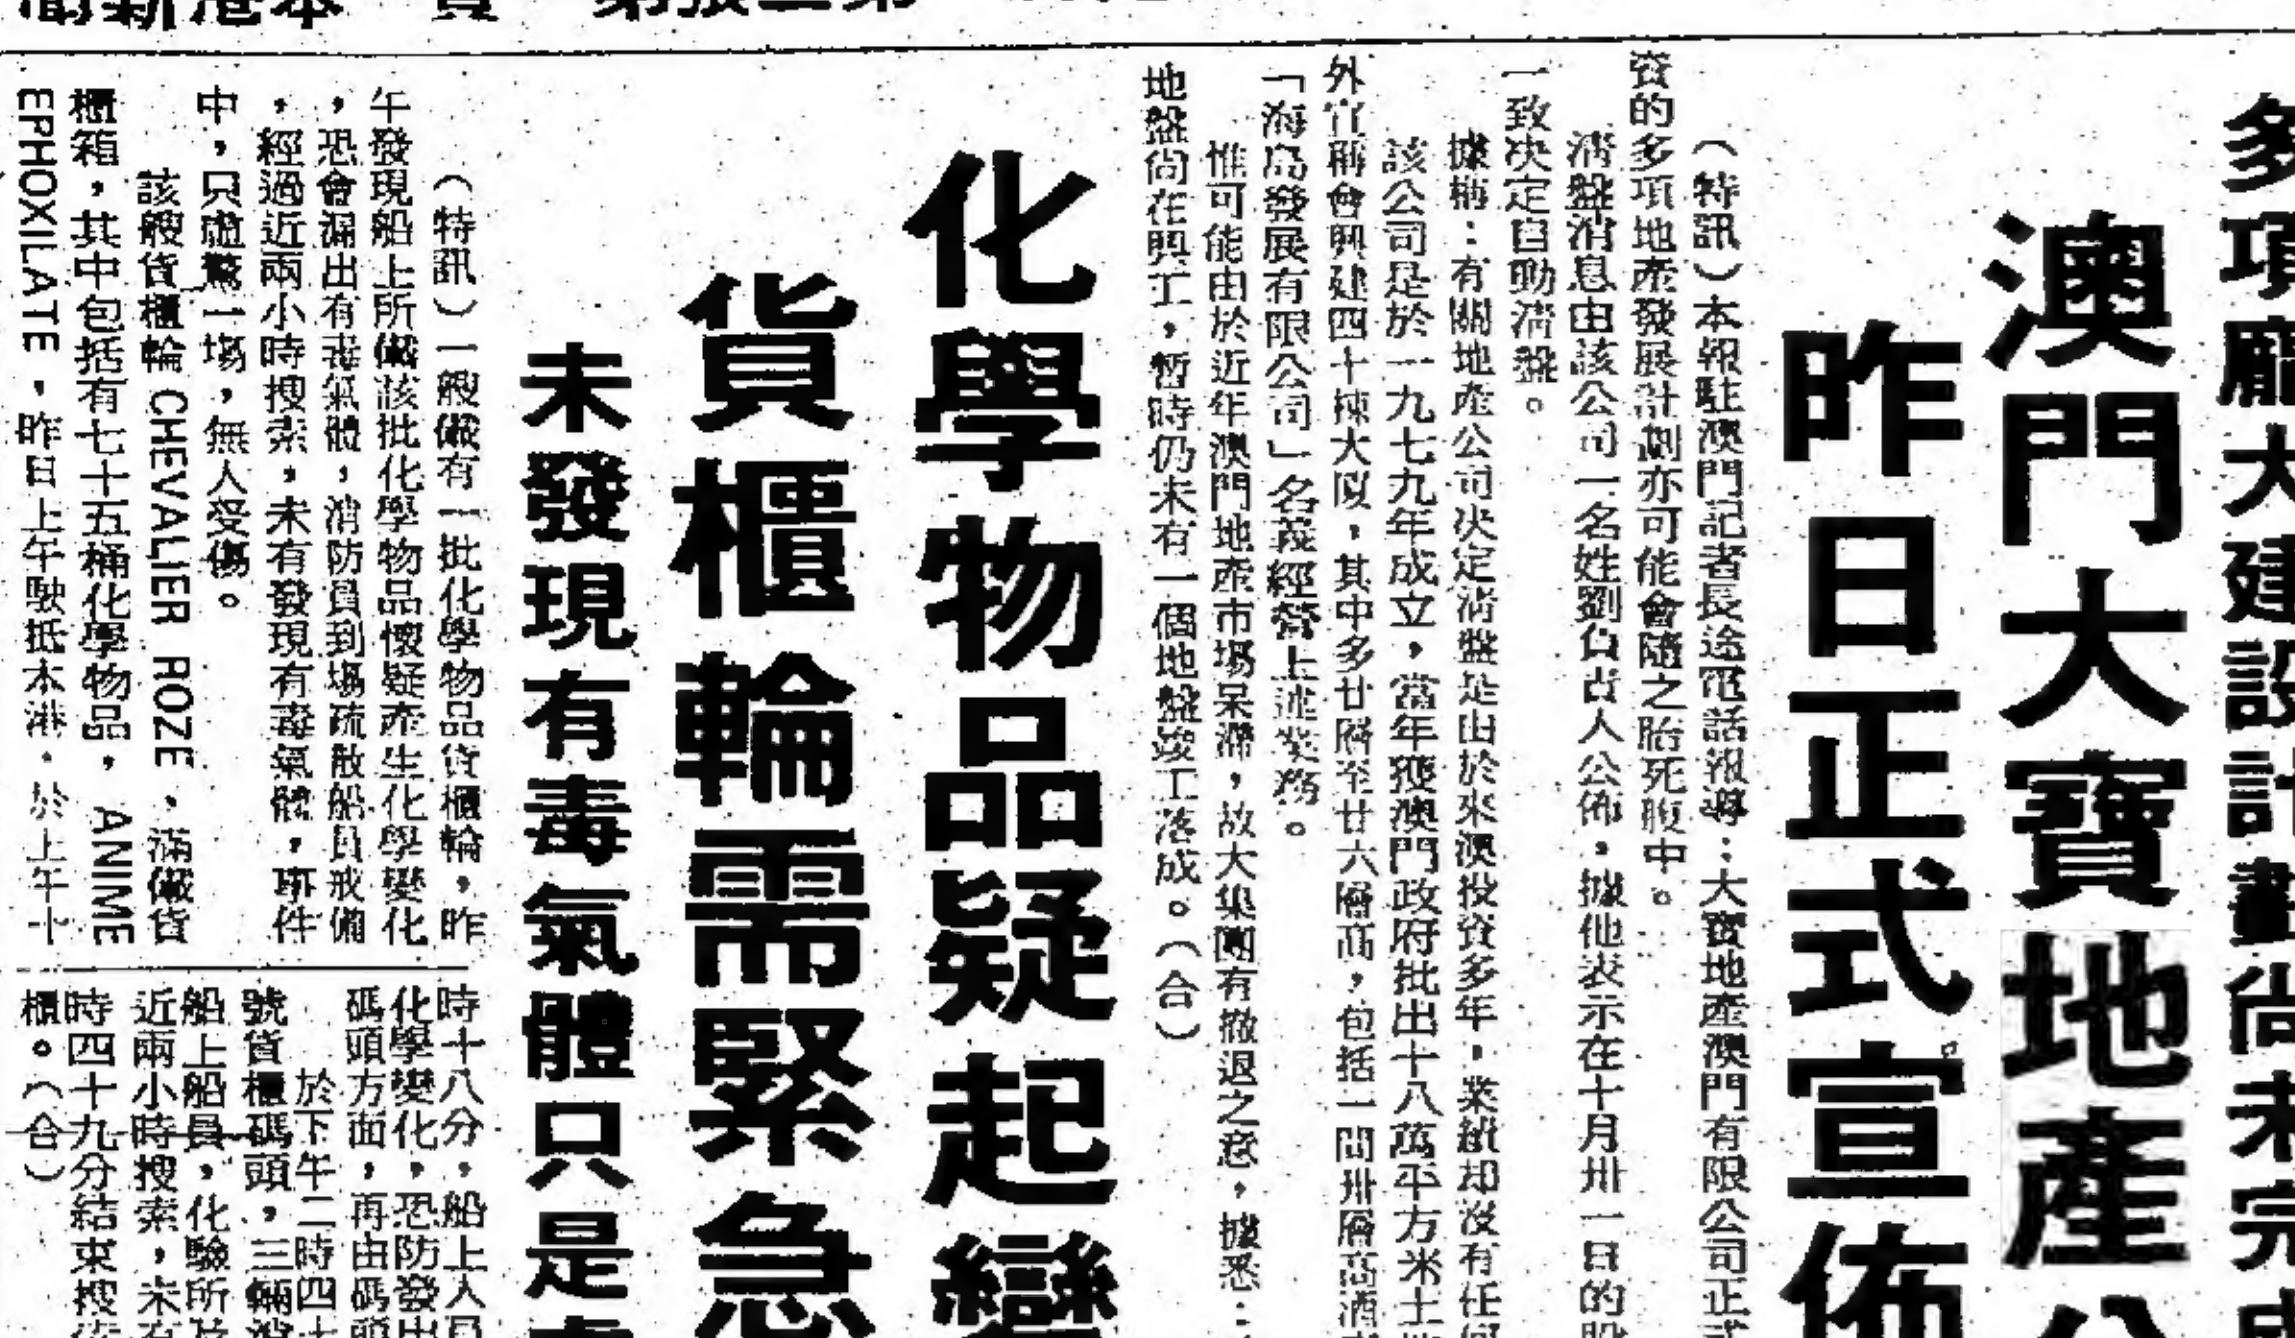 多項龐大建設計劃尚未完
澳門大寶地產公
昨日正式宣佈
（特訊）本報駐澳門記者長途電話報導：大寶地產澳門有限公司正式
資的多項地產發展計劃亦可能會隨之胎死腹中。
清盤消息由該公司一名姓劉負責人公佈，據他表示在十月卅一日的股
一致決定自動清盤。
據稱：有關地產公司決定清盤是由於來澳投資多年，業績却沒有任何
該公司是於一九七九年成立，當年獲澳門政府批出十八萬平方米土地
外宣稱會興建四十棟大厦，其中多廿層至廿六層高，包括一間卅層高酒
「海島發展有限公司」名義經營上述業務。
惟可能由於近年澳門地產市場呆滯，故大集團有撤退之意，據悉：
地盤尚在興工，暫時仍未有一個地盤竣工落成。（合）
化學物品疑起變
貨櫃輪需緊急
未發現有毒氣體只是
（特訊）一艘儎有一批化學物品貨櫃輪，昨
午發現船上所儎該批化學物品懷疑產生化學變化
，恐會漏出有毒氣體，消防員到場疏散船員戒備
，經過近兩小時搜索，未有發現有毒氣體，事件
中，只虛驚一場，無人受傷。
該艘貨櫃輪 CHEVALIER ROZE，滿儎貨
櫃箱，其中包括有七十五桶化學物品， ANIME
EPHOXILATE，昨日上午駛抵本港，於上午十
時十八分，船上人員
化學變化，恐防發出
碼頭方面，再由碼頭
於下午二時四十
號貨櫃碼頭，三輛消
船上船員，化驗所及
近兩小時搜索，未有
時四十九分結束搜
櫃。（合）